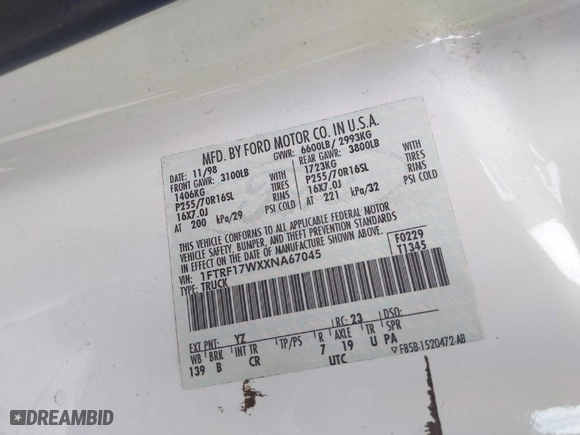 MFD. BY FORD MOTOR CO. IN U.S.A.
DATE: 11/98 GVWR: 6600LB/ 2993KG
FRONT GAWR: 3100LB REAR GAWR: 3800LB
1406KG WITH 1723KG WITH
P255/70R16SL TIRES P255/70R16SL TIRES
16X7.0J RIMS 16X7.0J RIMS
AT 200 kPa/29 PSI COLD AT 221 kPa/32 PSI COLD
THIS VEHICLE CONFORMS TO ALL APPLICABLE FEDERAL MOTOR
VEHICLE SAFETY, BUMPER, AND THEFT PREVENTION STANDARDS
IN EFFECT ON THE DATE OF MANUFACTURE SHOWN ABOVE.
VIN: 1FTRF17WXXNA67045 F0229
TYPE: TRUCK T1345
EXT PNT: YZ RC: 23 DSO:
WB BRK INT TR TP/PS R AXLE TR SPR
139 B CR 7 19 U PA
UTC ▽ F85B-1520472-AB
DREAMBID